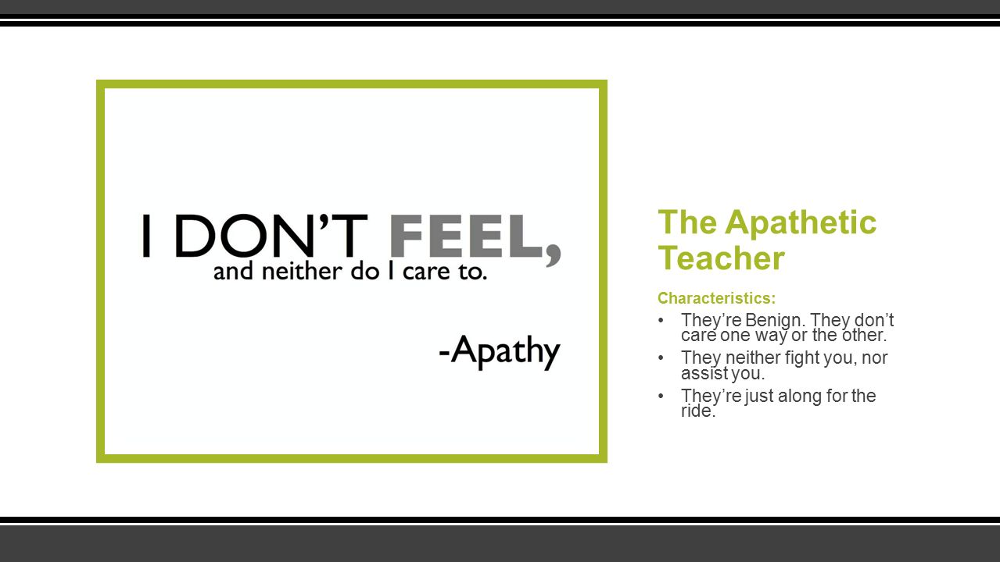 I DON’T FEEL,
and neither do I care to.
-Apathy
The Apathetic
Teacher
Characteristics:
• They’re Benign. They don’t
care one way or the other.
• They neither fight you, nor
assist you.
• They’re just along for the
ride.